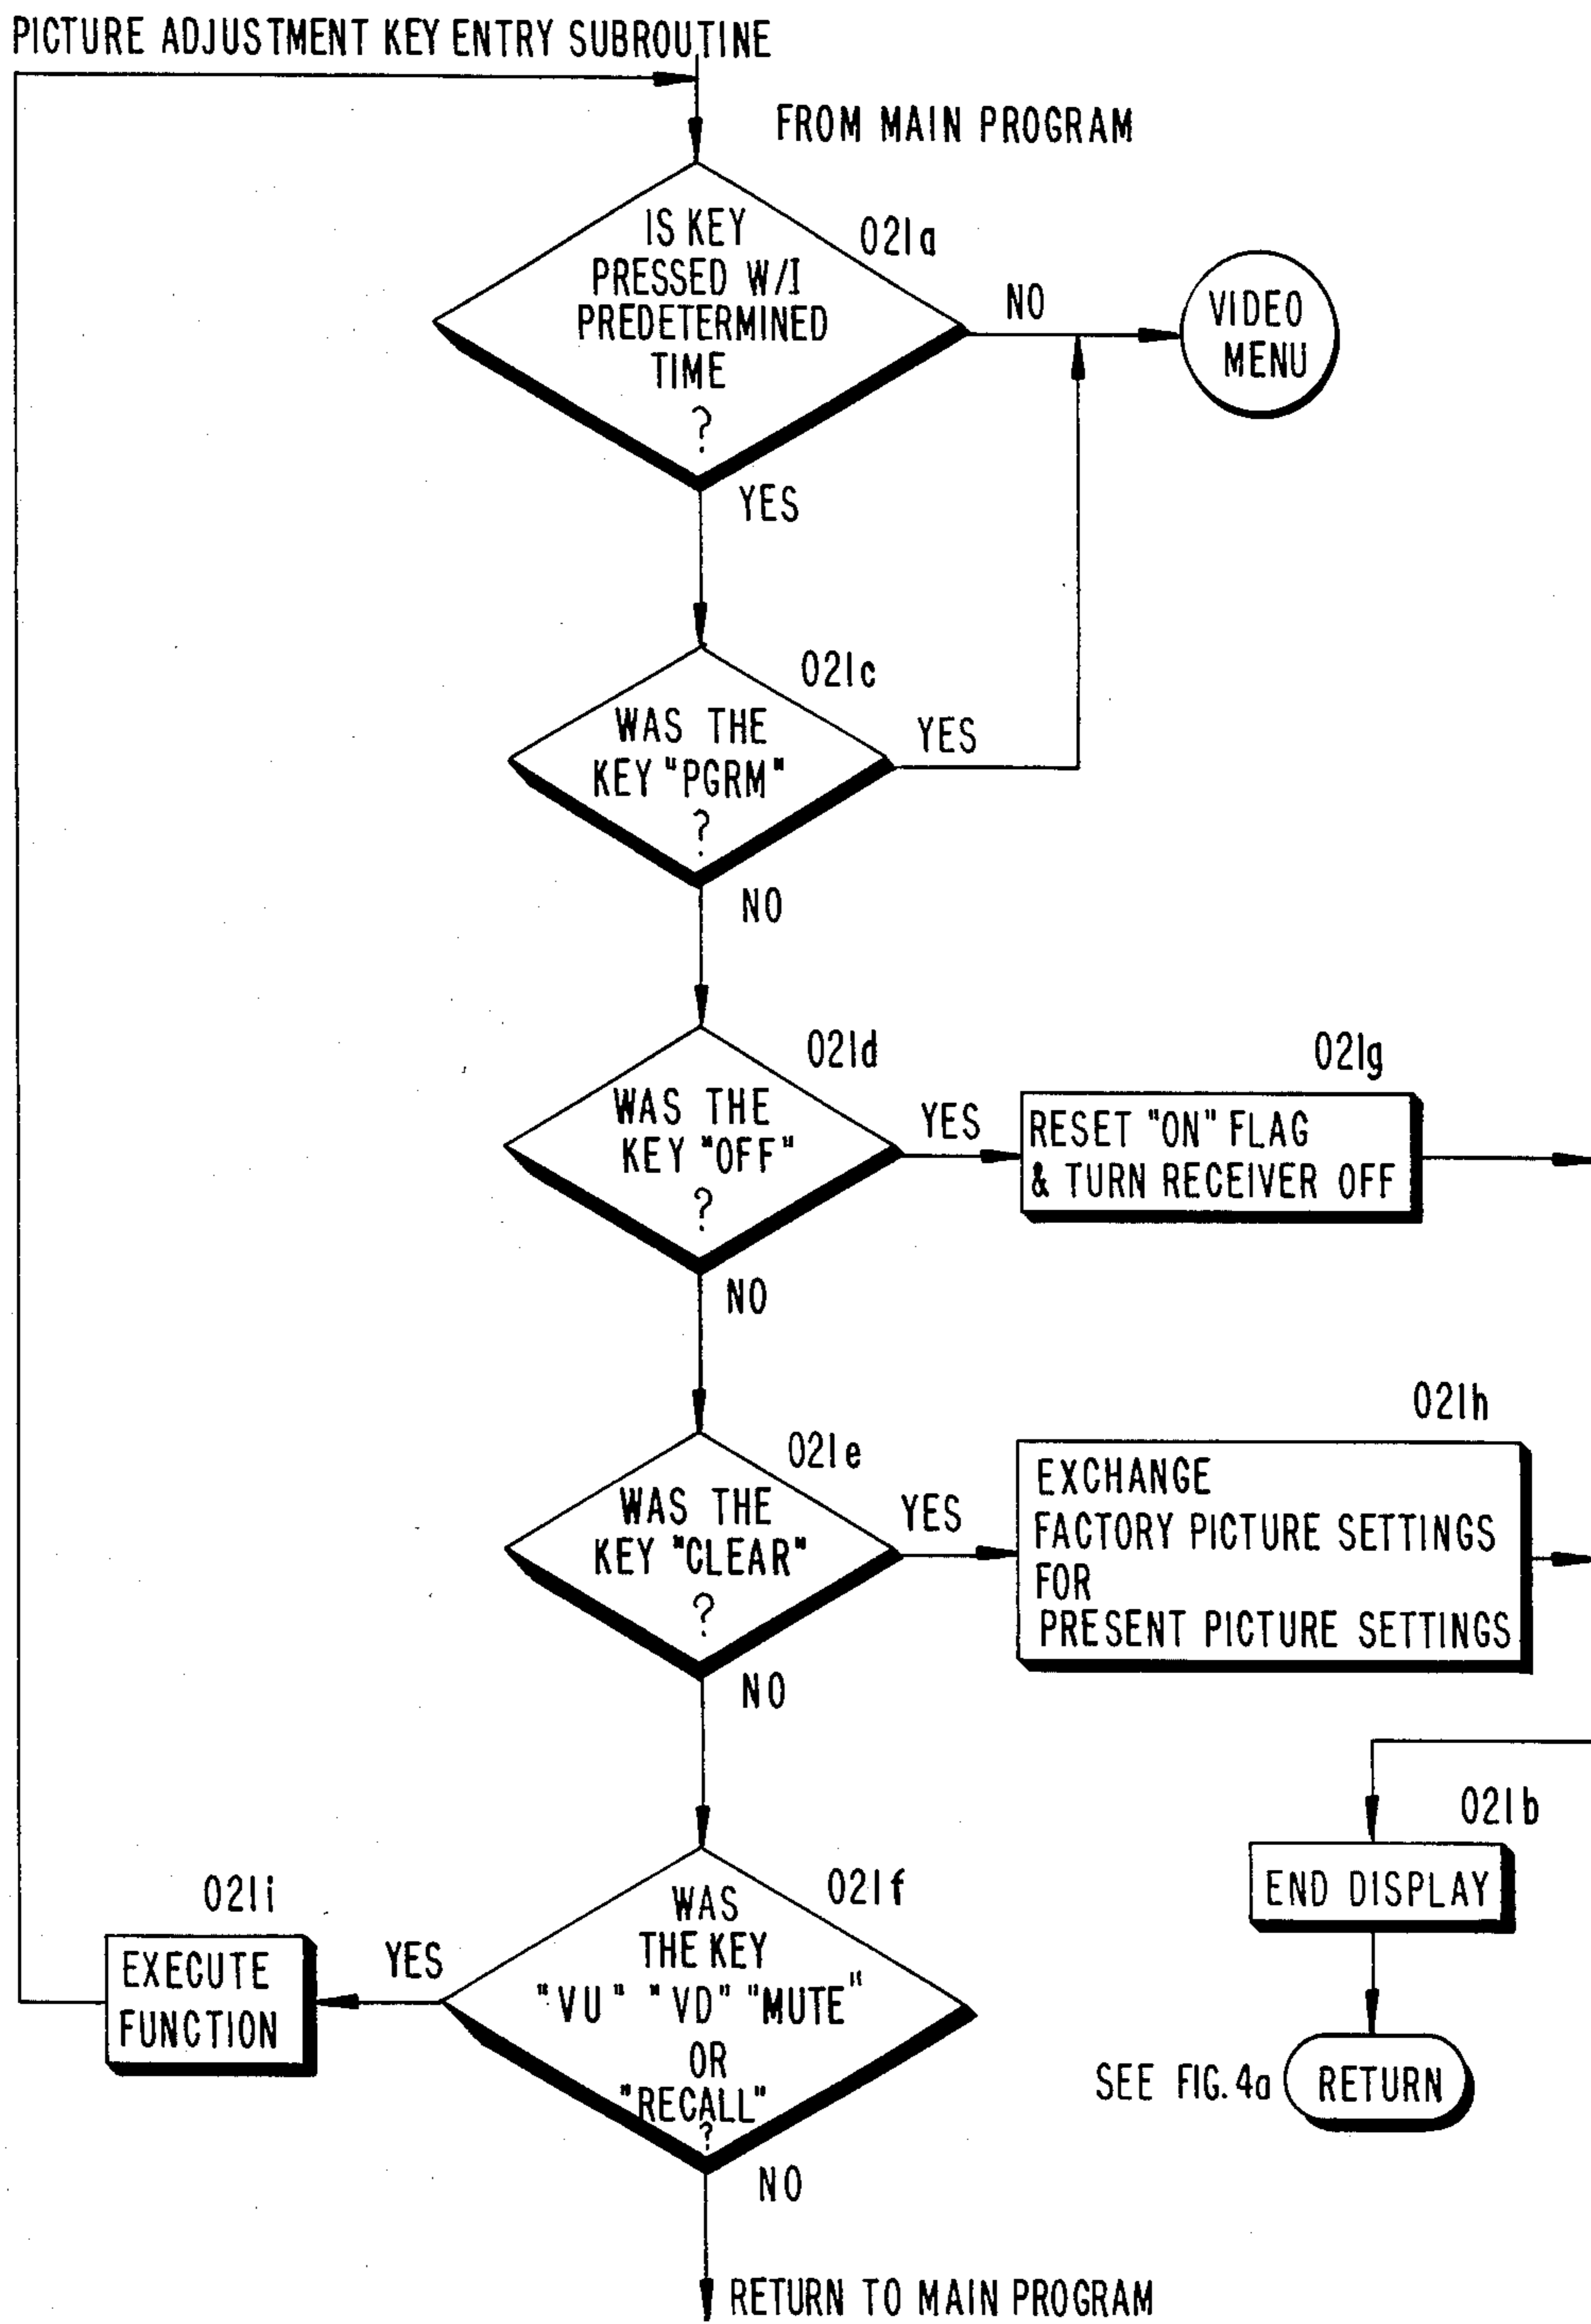 PICTURE ADJUSTMENT KEY ENTRY SUBROUTINE
FROM MAIN PROGRAM
IS KEY
PRESSED W/I
PREDETERMINED
TIME
?
021a
NO
VIDEO
MENU
YES
021c
WAS THE
KEY "PGRM"
?
YES
NO
021d
WAS THE
KEY "OFF"
?
YES
021g
RESET "ON" FLAG
& TURN RECEIVER OFF
NO
021e
WAS THE
KEY "CLEAR"
?
YES
021h
EXCHANGE
FACTORY PICTURE SETTINGS
FOR
PRESENT PICTURE SETTINGS
NO
021b
END DISPLAY
021f
WAS
THE KEY
"VU" "VD" "MUTE"
OR
"RECALL"
?
YES
021i
EXECUTE
FUNCTION
SEE FIG. 4a
RETURN
NO
RETURN TO MAIN PROGRAM